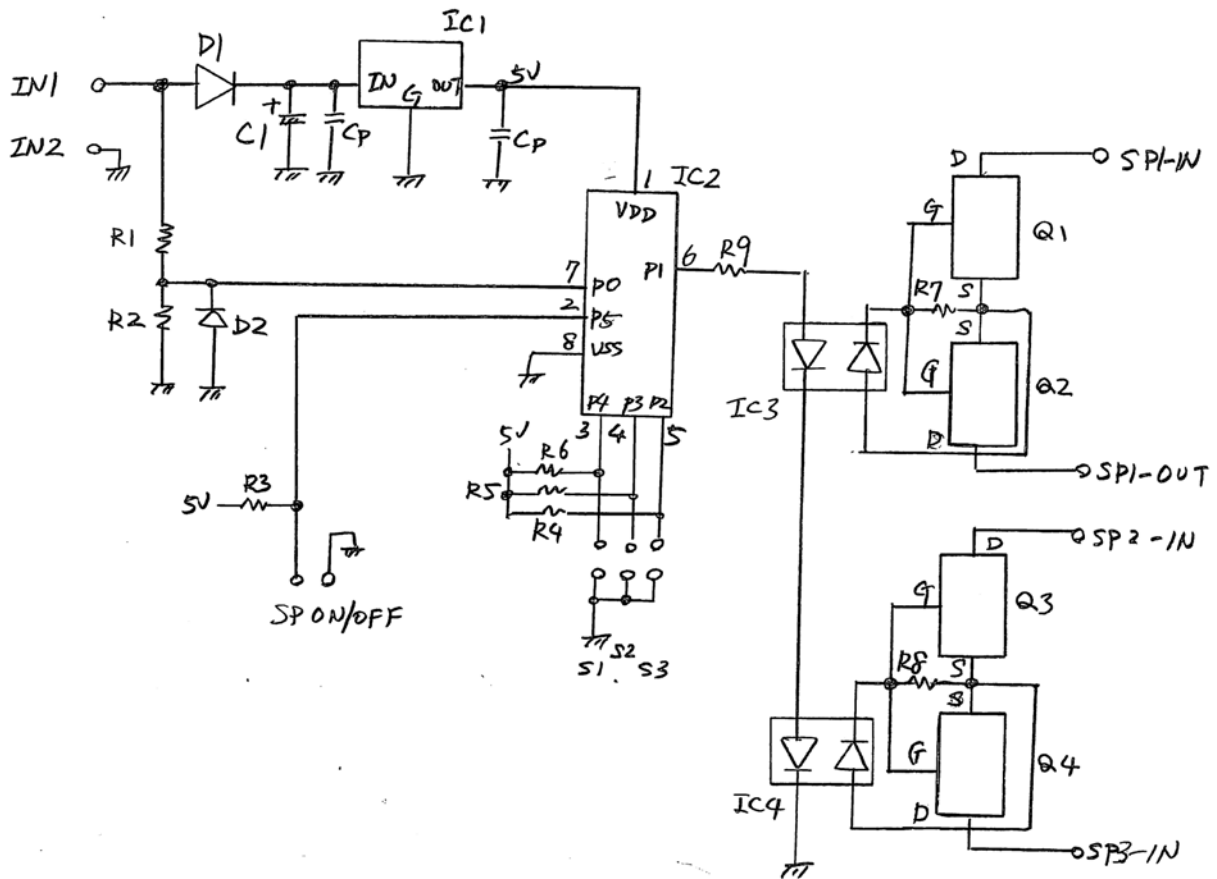 IC1
D1
IN1
IN
OUT
G
5V
+
C1
CP
CP
IN2
1
IC2
VDD
D
SP1-IN
G
Q1
R1
6
R9
P1
7
P0
R7
S
R2
D2
2
P5
S
8
VSS
G
Q2
IC3
P4
P3
P2
D
3
4
5
5V
R6
SP1-OUT
R5
5V
R3
R4
D
SP2-IN
G
Q3
SP ON/OFF
S1
S2
S3
R8
S
S
G
Q4
IC4
D
SP3-IN